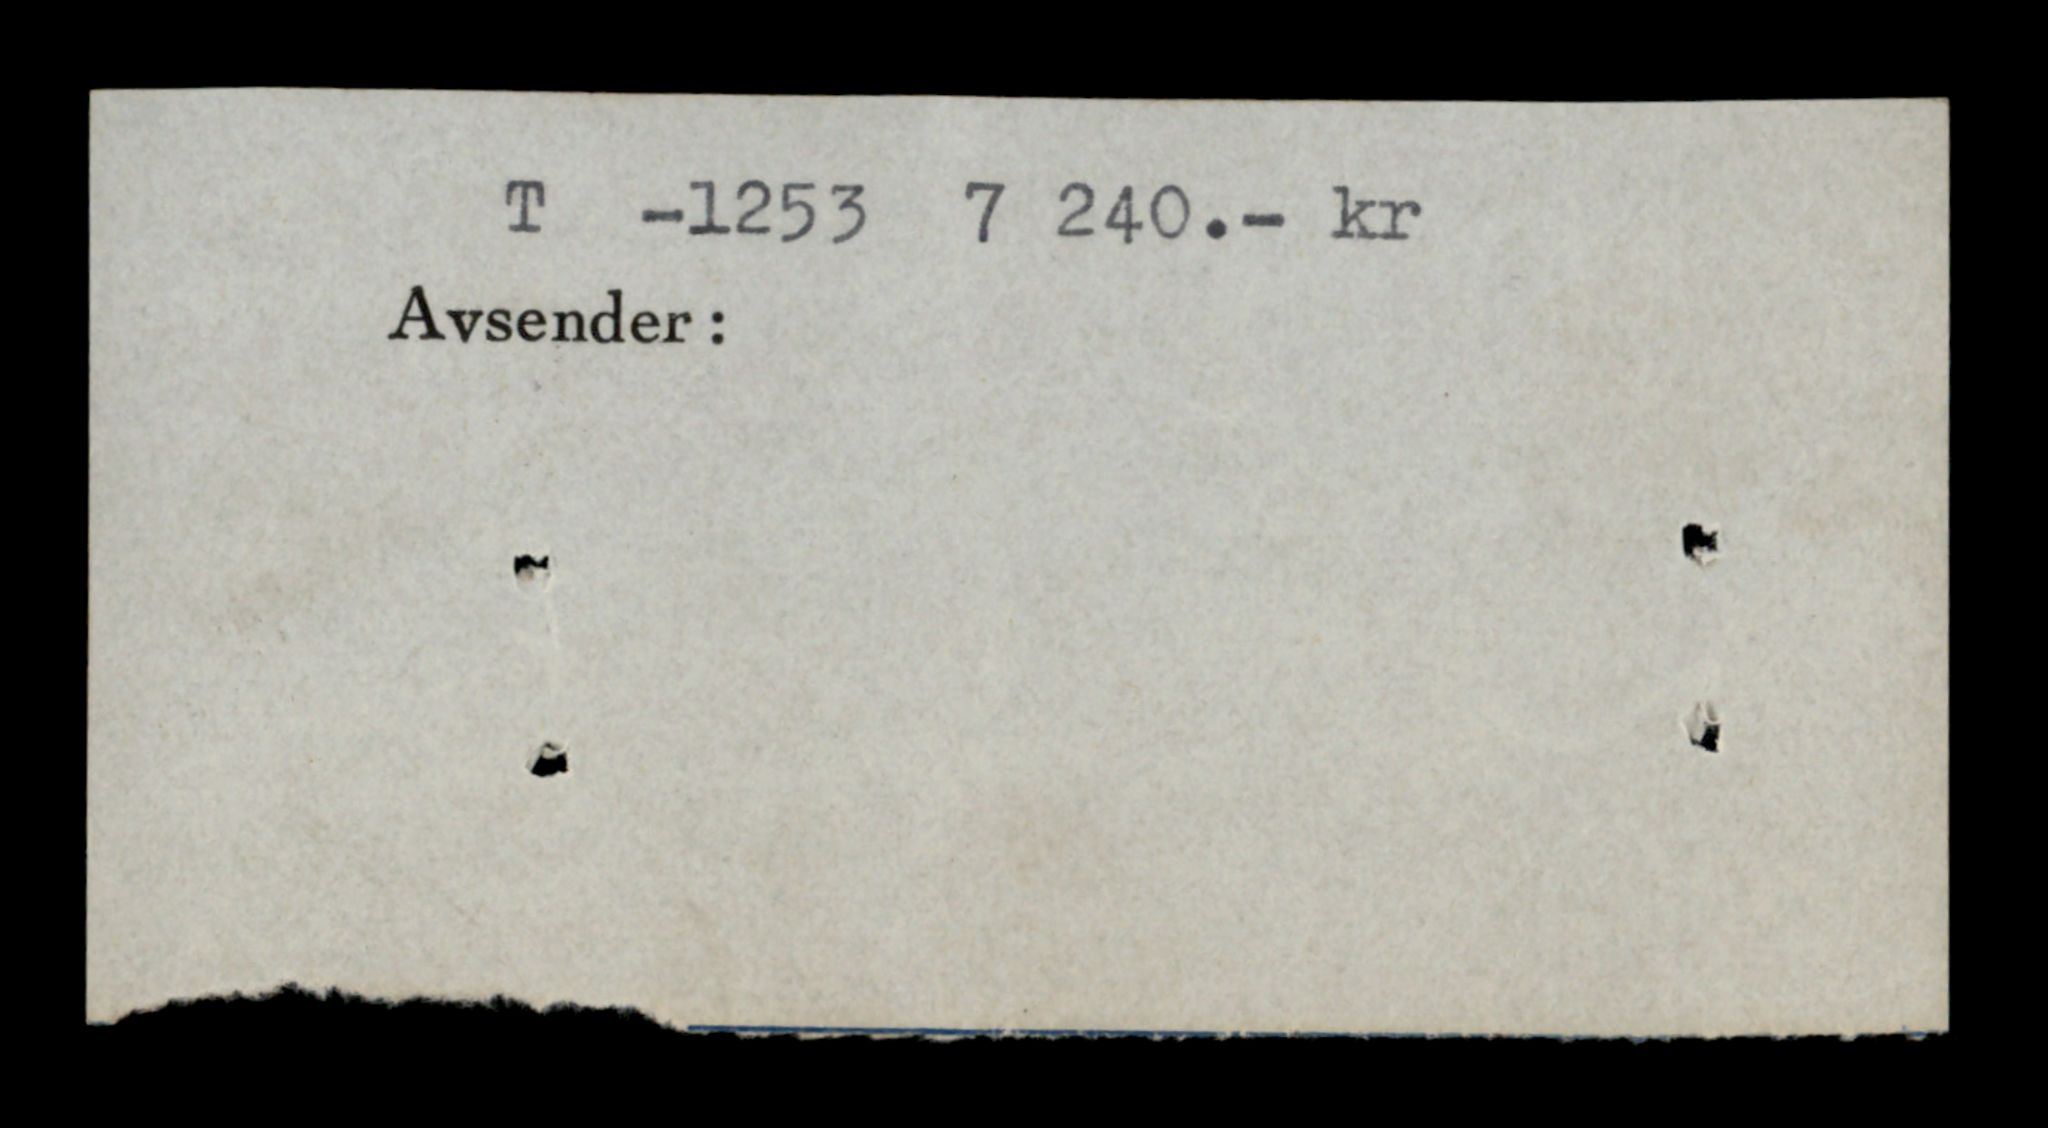 T -1253 7 240.- kr
Avsender: